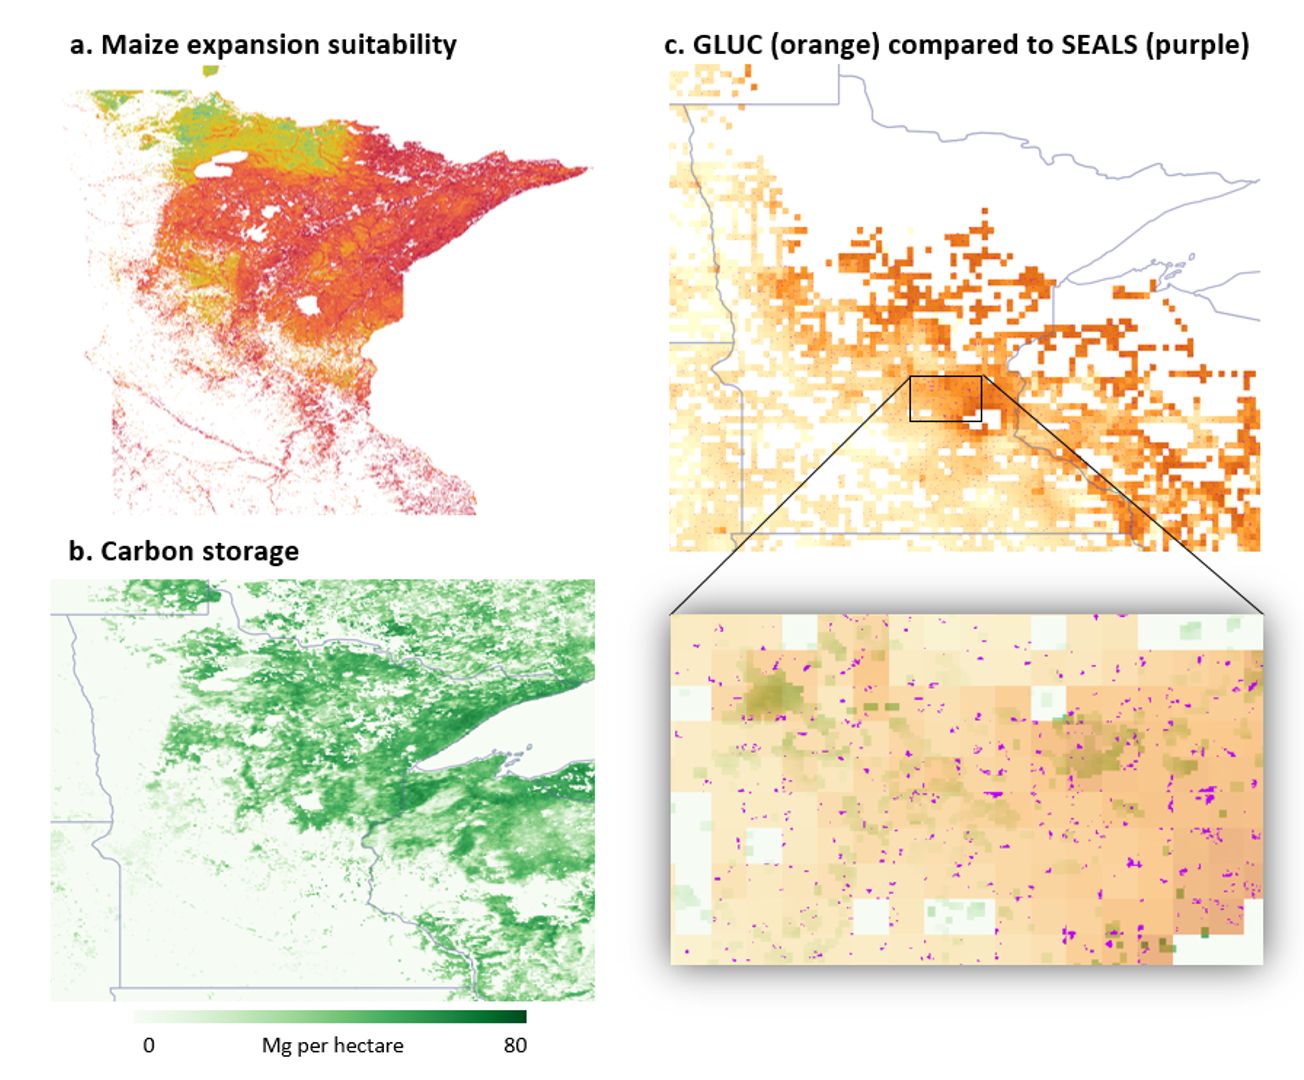 a. Maize expansion suitability
c. GLUC (orange) compared to SEALS (purple)
b. Carbon storage
0 Mg per hectare 80